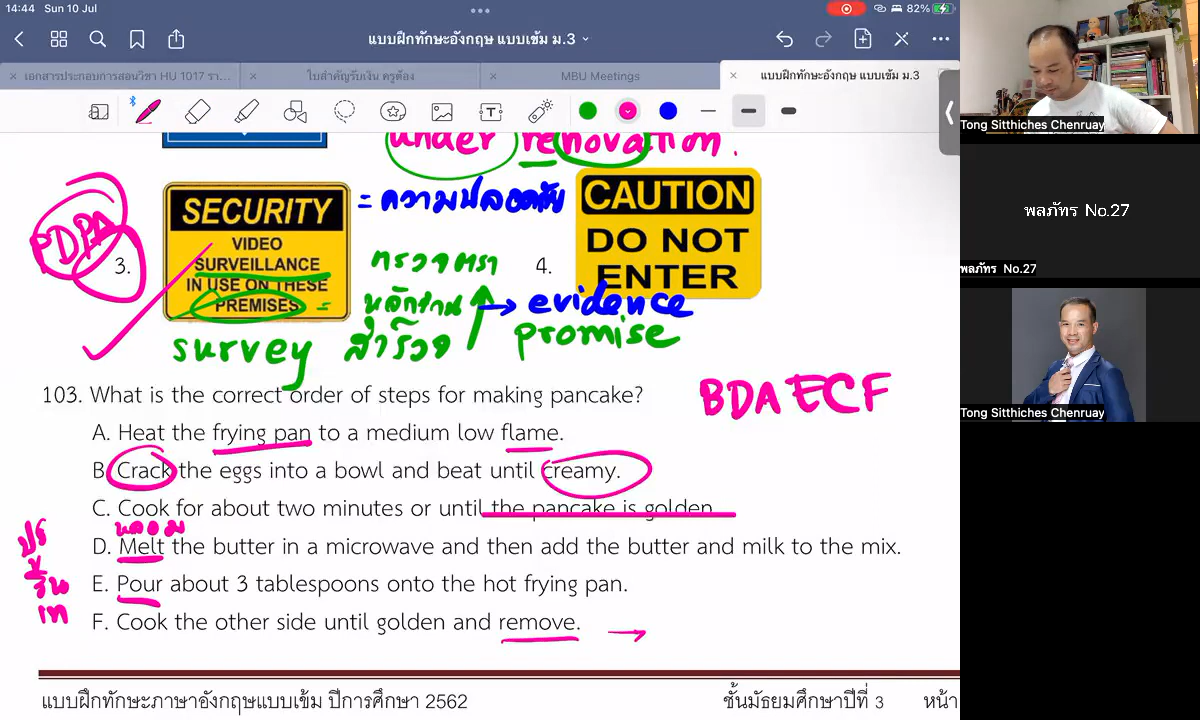 14:44 Sun 10 Jul
82%
แบบฝึกทักษะอังกฤษ แบบเข้ม ม.3
เอกสารประกอบการสอนวิชา HU 1017 รา...
ใบสำคัญรับเงิน ครูต้อง
MBU Meetings
แบบฝึกทักษะอังกฤษ แบบเข้ม ม.3
under renovation.
PDPA
3.
SECURITY
VIDEO
SURVEILLANCE
IN USE ON THESE
PREMISES
= ความปลอดภัย
ตรวจตรา
หลักฐาน → evidence
=
survey สำรวจ
promise
4.
CAUTION
DO NOT
ENTER
103. What is the correct order of steps for making pancake?
BDAECF
A. Heat the frying pan to a medium low flame.
B. Crack the eggs into a bowl and beat until creamy.
C. Cook for about two minutes or until the pancake is golden
หลอม
D. Melt the butter in a microwave and then add the butter and milk to the mix.
E. Pour about 3 tablespoons onto the hot frying pan.
รินเท
F. Cook the other side until golden and remove.
แบบฝึกทักษะภาษาอังกฤษแบบเข้ม ปีการศึกษา 2562
ชั้นมัธยมศึกษาปีที่ 3 หน้า
Tong Sitthiches Chenruay
พลภัทร No.27
พลภัทร No.27
Tong Sitthiches Chenruay